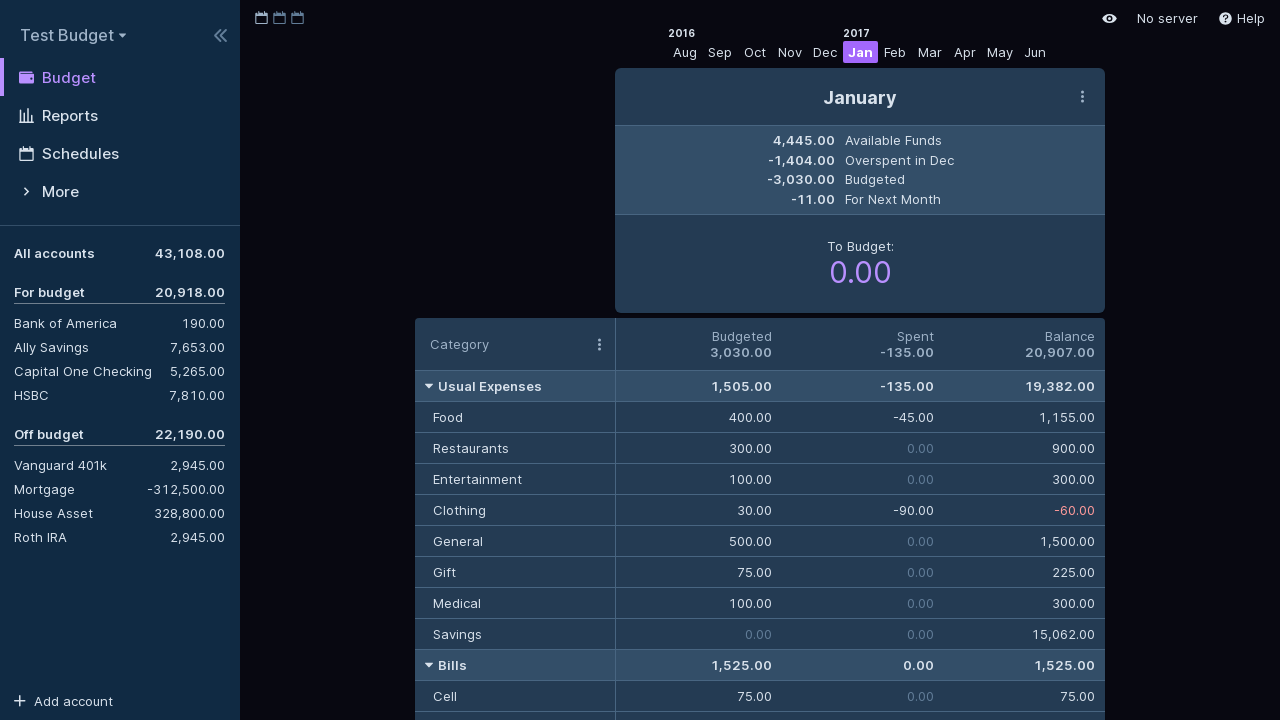 Test Budget
Budget
Reports
Schedules
More
All accounts 43,108.00
For budget 20,918.00
Bank of America 190.00
Ally Savings 7,653.00
Capital One Checking 5,265.00
HSBC 7,810.00
Off budget 22,190.00
Vanguard 401k 2,945.00
Mortgage -312,500.00
House Asset 328,800.00
Roth IRA 2,945.00
Add account
No server Help
2016 2017
Aug Sep Oct Nov Dec Jan Feb Mar Apr May Jun
January
4,445.00 Available Funds
-1,404.00 Overspent in Dec
-3,030.00 Budgeted
-11.00 For Next Month
To Budget:
0.00
Category Budgeted Spent Balance
3,030.00 -135.00 20,907.00
Usual Expenses 1,505.00 -135.00 19,382.00
Food 400.00 -45.00 1,155.00
Restaurants 300.00 0.00 900.00
Entertainment 100.00 0.00 300.00
Clothing 30.00 -90.00 -60.00
General 500.00 0.00 1,500.00
Gift 75.00 0.00 225.00
Medical 100.00 0.00 300.00
Savings 0.00 0.00 15,062.00
Bills 1,525.00 0.00 1,525.00
Cell 75.00 0.00 75.00